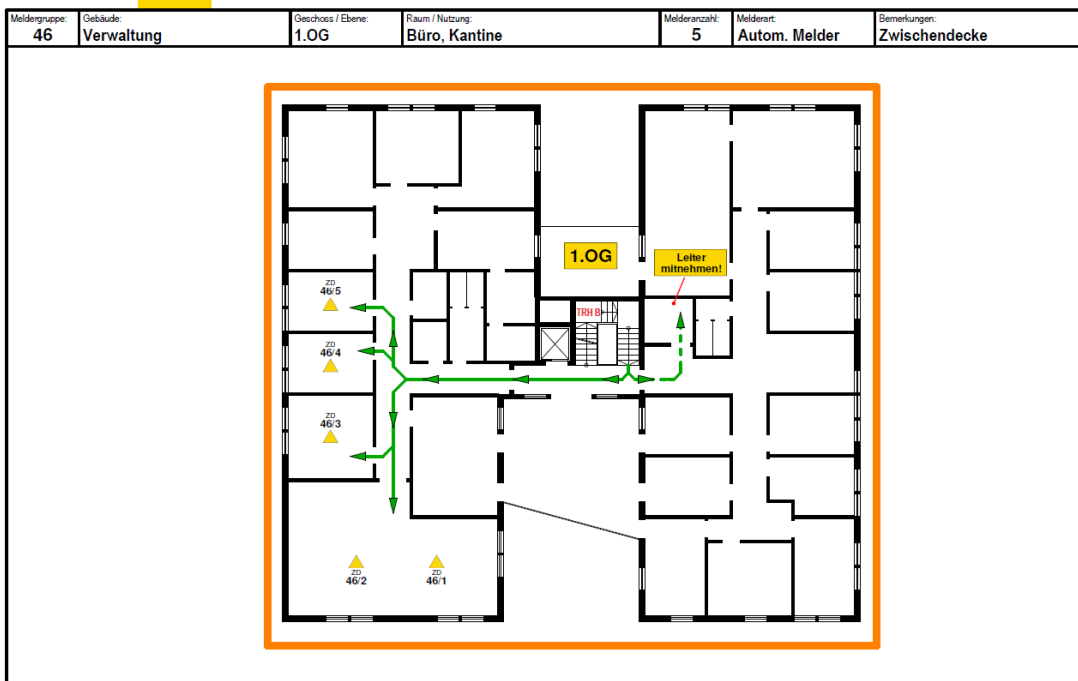 Meldergruppe:
46
Gebäude:
Verwaltung
Geschoss / Ebene:
1.OG
Raum / Nutzung:
Büro, Kantine
Melderanzahl:
5
Melderart:
Autom. Melder
Bemerkungen:
Zwischendecke
1.OG
Leiter
mitnehmen!
TRH B
ZD
46/5
ZD
46/4
ZD
46/3
ZD
46/2
ZD
46/1